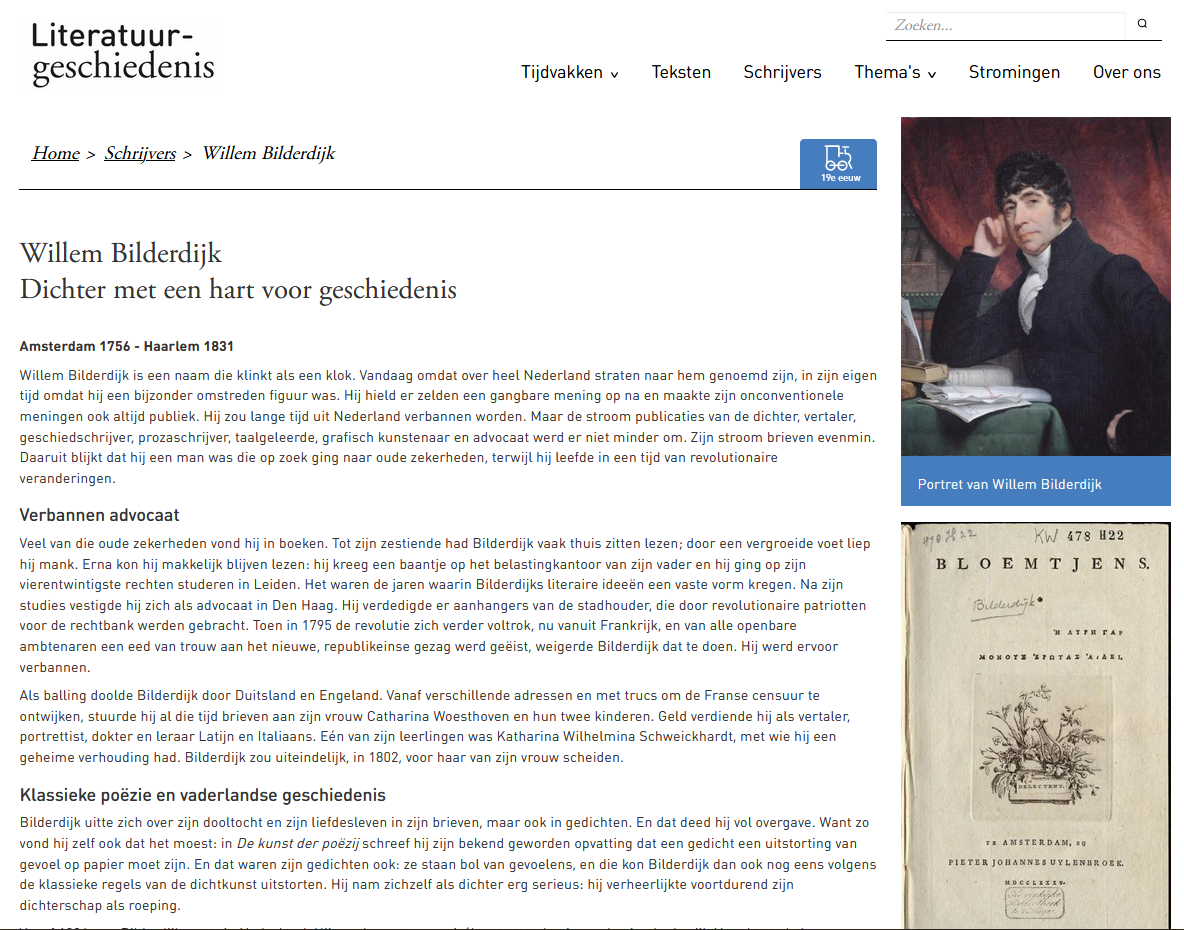 Literatuur-
geschiedenis
Zoeken...
Tijdvakken
Teksten
Schrijvers
Thema's
Stromingen
Over ons
Home > Schrijvers > Willem Bilderdijk
19e eeuw
Willem Bilderdijk
Dichter met een hart voor geschiedenis
Amsterdam 1756 - Haarlem 1831
Willem Bilderdijk is een naam die klinkt als een klok. Vandaag omdat over heel Nederland straten naar hem genoemd zijn, in zijn eigen
tijd omdat hij een bijzonder omstreden figuur was. Hij hield er zelden een gangbare mening op na en maakte zijn onconventionele
meningen ook altijd publiek. Hij zou lange tijd uit Nederland verbannen worden. Maar de stroom publicaties van de dichter, vertaler,
geschiedschrijver, prozaschrijver, taalgeleerde, grafisch kunstenaar en advocaat werd er niet minder om. Zijn stroom brieven evenmin.
Daaruit blijkt dat hij een man was die op zoek ging naar oude zekerheden, terwijl hij leefde in een tijd van revolutionaire
veranderingen.
Verbannen advocaat
Veel van die oude zekerheden vond hij in boeken. Tot zijn zestiende had Bilderdijk vaak thuis zitten lezen; door een vergroeide voet liep
hij mank. Erna kon hij makkelijk blijven lezen: hij kreeg een baantje op het belastingkantoor van zijn vader en hij ging op zijn
vierentwintigste rechten studeren in Leiden. Het waren de jaren waarin Bilderdijks literaire ideeën een vaste vorm kregen. Na zijn
studies vestigde hij zich als advocaat in Den Haag. Hij verdedigde er aanhangers van de stadhouder, die door revolutionaire patriotten
voor de rechtbank werden gebracht. Toen in 1795 de revolutie zich verder voltrok, nu vanuit Frankrijk, en van alle openbare
ambtenaren een eed van trouw aan het nieuwe, republikeinse gezag werd geëist, weigerde Bilderdijk dat te doen. Hij werd ervoor
verbannen.
Als balling doolde Bilderdijk door Duitsland en Engeland. Vanaf verschillende adressen en met trucs om de Franse censuur te
ontwijken, stuurde hij al die tijd brieven aan zijn vrouw Catharina Woesthoven en hun twee kinderen. Geld verdiende hij als vertaler,
portrettist, dokter en leraar Latijn en Italiaans. Eén van zijn leerlingen was Katharina Wilhelmina Schweickhardt, met wie hij een
geheime verhouding had. Bilderdijk zou uiteindelijk, in 1802, voor haar van zijn vrouw scheiden.
Klassieke poëzie en vaderlandse geschiedenis
Bilderdijk uitte zich over zijn dooltocht en zijn liefdesleven in zijn brieven, maar ook in gedichten. En dat deed hij vol overgave. Want zo
vond hij zelf ook dat het moest: in De kunst der poëzij schreef hij zijn bekend geworden opvatting dat een gedicht een uitstorting van
gevoel op papier moet zijn. En dat waren zijn gedichten ook: ze staan bol van gevoelens, en die kon Bilderdijk dan ook nog eens volgens
de klassieke regels van de dichtkunst uitstorten. Hij nam zichzelf als dichter erg serieus: hij verheerlijkte voortdurend zijn
dichterschap als roeping.
Portret van Willem Bilderdijk
KW 478 H22
BLOEMTJENS.
Bilderdijk
DELECTENT.
TE AMSTERDAM, BIJ
PIETER JOHANNES UYLENBROEK.
MDCCLXXXV.